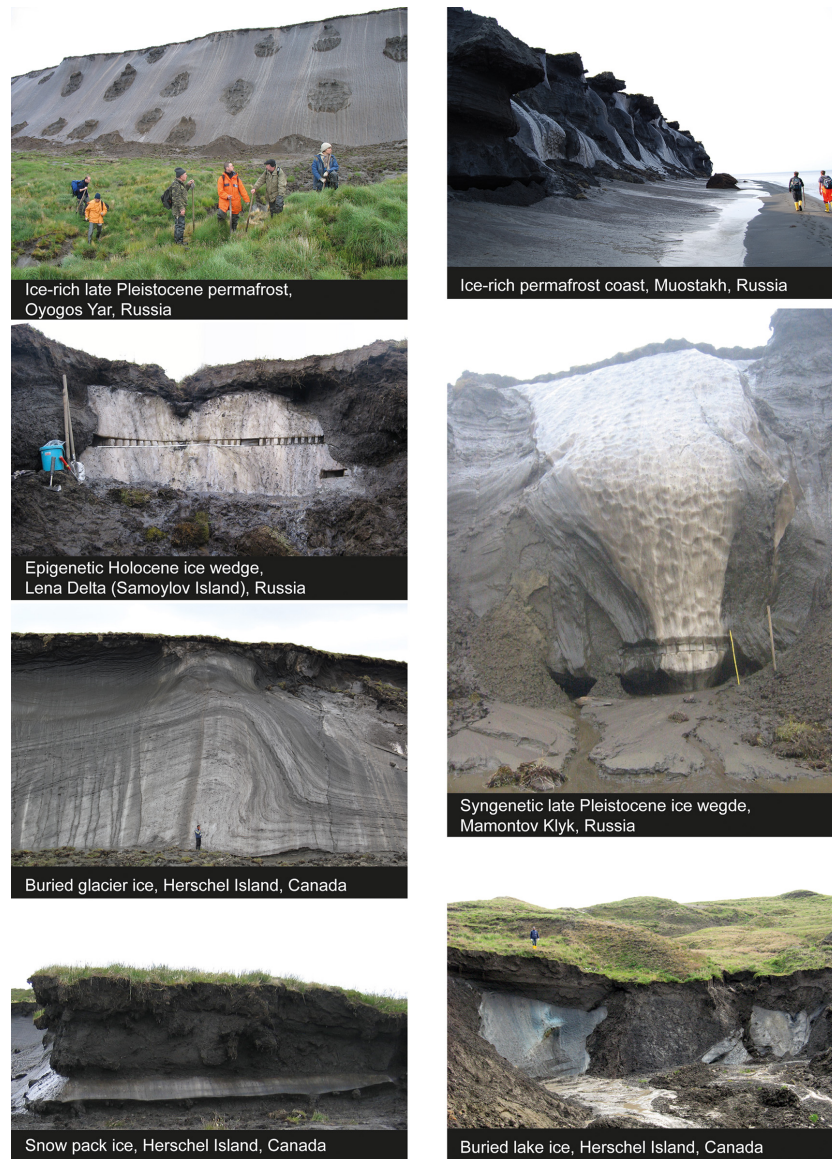 Ice-rich late Pleistocene permafrost,
Oyogos Yar, Russia
Epigenetic Holocene ice wedge,
Lena Delta (Samoylov Island), Russia
Buried glacier ice, Herschel Island, Canada
Snow pack ice, Herschel Island, Canada
Ice-rich permafrost coast, Muostakh, Russia
Syngenetic late Pleistocene ice wegde,
Mamontov Klyk, Russia
Buried lake ice, Herschel Island, Canada